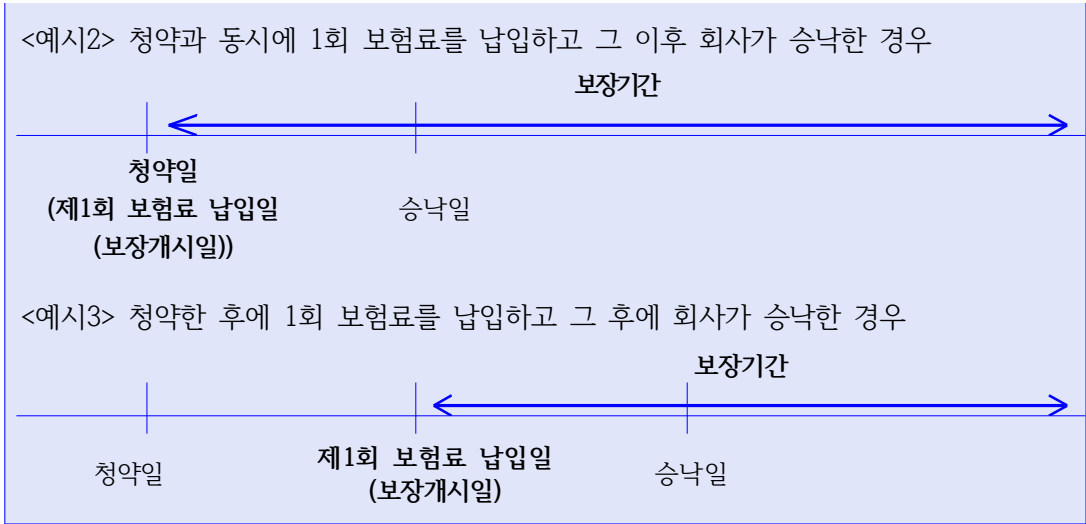 <예시2> 청약과 동시에 1회 보험료를 납입하고 그 이후 회사가 승낙한 경우
보장기간
청약일
(제1회 보험료 납입일
(보장개시일))
승낙일
<예시3> 청약한 후에 1회 보험료를 납입하고 그 후에 회사가 승낙한 경우
보장기간
청약일
제1회 보험료 납입일
(보장개시일)
승낙일